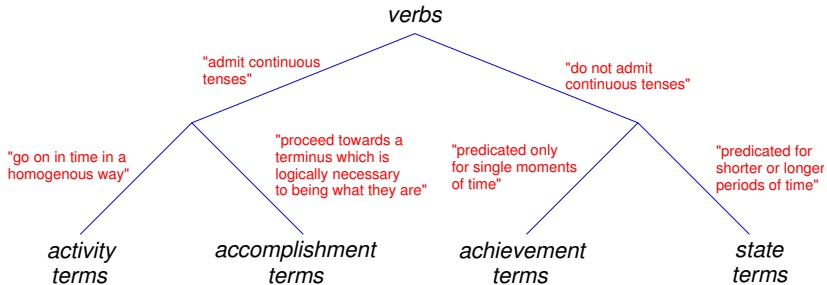 verbs
"admit continuous
tenses"
"do not admit
continuous tenses"
"go on in time in a
homogenous way"
"proceed towards a
terminus which is
logically necessary
to being what they are"
"predicated only
for single moments
of time"
"predicated for
shorter or longer
periods of time"
activity
terms
accomplishment
terms
achievement
terms
state
terms